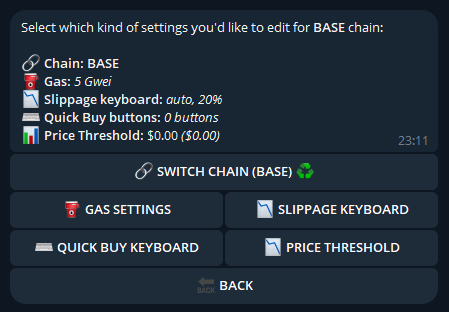 Select which kind of settings you'd like to edit for BASE chain:
🔗 Chain: BASE
⛽ Gas: 5 Gwei
📉 Slippage keyboard: auto, 20%
⌨️ Quick Buy buttons: 0 buttons
📊 Price Threshold: $0.00 ($0.00)
23:11
🔗 SWITCH CHAIN (BASE) ♻️
⛽ GAS SETTINGS
📉 SLIPPAGE KEYBOARD
⌨️ QUICK BUY KEYBOARD
📉 PRICE THRESHOLD
🔙 BACK